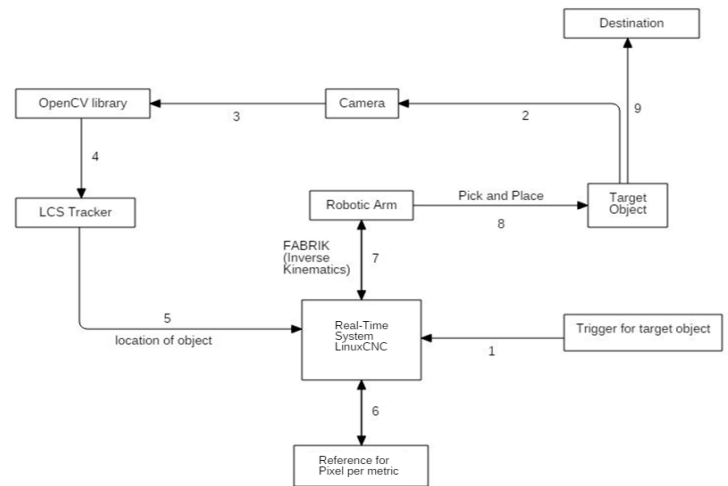 Destination
OpenCV library
3
Camera
2
9
4
LCS Tracker
Robotic Arm
Pick and Place
8
Target
Object
FABRIK
(Inverse
Kinematics)
7
5
location of object
Real-Time
System
LinuxCNC
1
Trigger for target object
6
Reference for
Pixel per metric